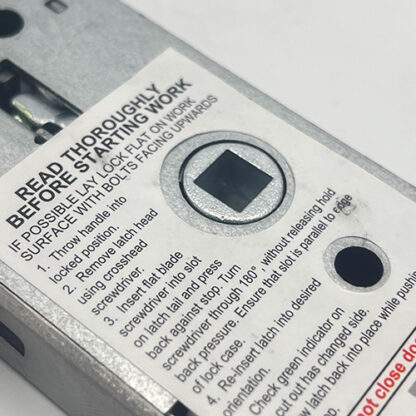 READ THOROUGHLY
BEFORE STARTING WORK
IF POSSIBLE LAY LOCK FLAT ON WORK
SURFACE WITH BOLTS FACING UPWARDS
1. Throw handle into
locked position.
2. Remove latch head
using crosshead
screwdriver.
3. Insert flat blade
screwdriver into slot
on latch tail and press
back against stop. Turn
screwdriver through 180°, without releasing hold
back pressure. Ensure that slot is parallel to edge
of lock case.
4. Re-insert latch into desired
orientation.
Check green indicator on
cut out has changed side.
latch back into place while
not close